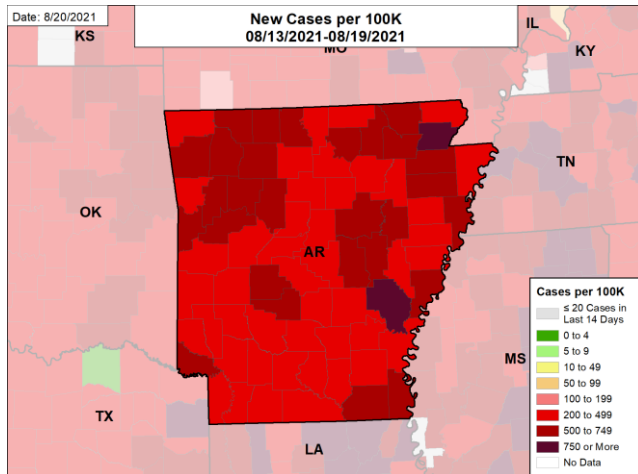 Date: 8/20/2021
New Cases per 100K
08/13/2021-08/19/2021
KS
MO
IL
KY
TN
OK
AR
MS
TX
LA
Cases per 100K
≤ 20 Cases in
Last 14 Days
0 to 4
5 to 9
10 to 49
50 to 99
100 to 199
200 to 499
500 to 749
750 or More
No Data